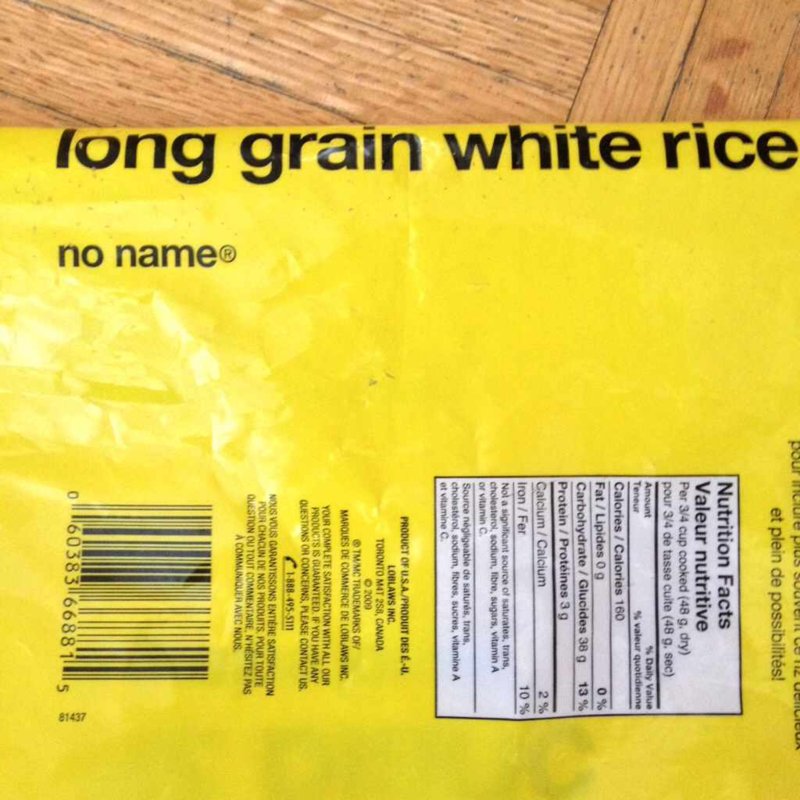 long grain white rice
no name®
pour inclure plus souvent ce riz délicieux
et plein de possibilités!
Nutrition Facts
Valeur nutritive
Per 3/4 cup cooked (48 g, dry)
pour 3/4 de tasse cuite (48 g, sec)
Amount % Daily Value
Teneur % valeur quotidienne
Calories / Calories 160
Fat / Lipides 0 g 0 %
Carbohydrate / Glucides 38 g 13 %
Protein / Protéines 3 g
Calcium / Calcium 2 %
Iron / Fer 10 %
Not a significant source of saturates, trans,
cholesterol, sodium, fibre, sugars, vitamin A
or vitamin C.
Source négligeable de saturés, trans,
cholestérol, sodium, fibres, sucres, vitamine A
et vitamine C.
PRODUCT OF U.S.A./PRODUIT DES É.-U.
LOBLAWS INC.
TORONTO M4T 2S8, CANADA
© 2009
® TM/MC TRADEMARKS OF/
MARQUES DE COMMERCE DE LOBLAWS INC.
YOUR COMPLETE SATISFACTION WITH ALL OUR
PRODUCTS IS GUARANTEED. IF YOU HAVE ANY
QUESTIONS OR CONCERNS, PLEASE CONTACT US.
1-888-495-5111
NOUS VOUS GARANTISSONS ENTIÈRE SATISFACTION
POUR CHACUN DE NOS PRODUITS. POUR TOUTE
QUESTION OU TOUT COMMENTAIRE, N'HÉSITEZ PAS
À COMMUNIQUER AVEC NOUS.
0 60383 66881 5
81437